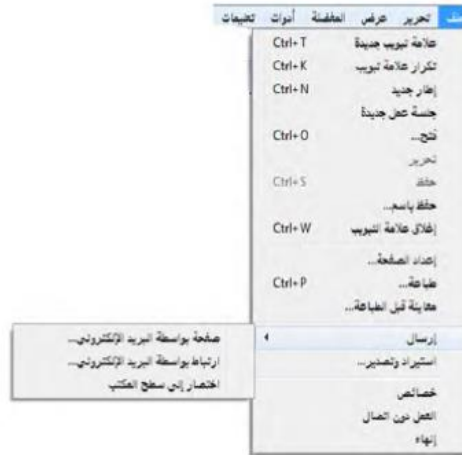 ملف تحرير عرض المفضلة أدوات تعليمات
علامة تبويب جديدة Ctrl+T
تكرار علامة تبويب Ctrl+K
إطار جديد Ctrl+N
جلسة عمل جديدة
فتح... Ctrl+O
تحرير
حفظ Ctrl+S
حفظ باسم...
إغلاق علامة التبويب Ctrl+W
إعداد الصفحة...
طباعة... Ctrl+P
معاينة قبل الطباعة...
إرسال
صفحة بواسطة البريد الإلكتروني...
ارتباط بواسطة البريد الإلكتروني...
اختصار إلى سطح المكتب
استيراد وتصدير...
خصائص
العمل دون اتصال
إنهاء